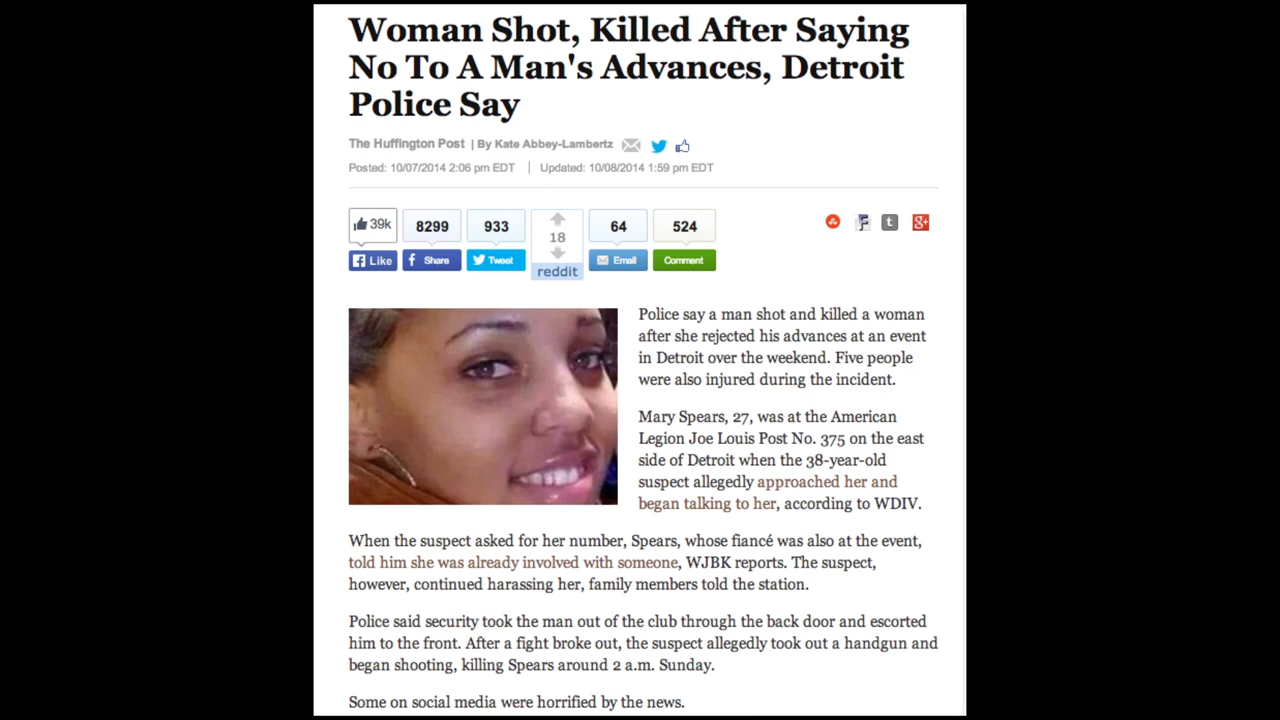 Woman Shot, Killed After Saying
No To A Man's Advances, Detroit
Police Say
The Huffington Post | By Kate Abbey-Lambertz
Posted: 10/07/2014 2:06 pm EDT | Updated: 10/08/2014 1:59 pm EDT
39k 8299 933 18 64 524
Like Share Tweet reddit Email Comment
Police say a man shot and killed a woman
after she rejected his advances at an event
in Detroit over the weekend. Five people
were also injured during the incident.
Mary Spears, 27, was at the American
Legion Joe Louis Post No. 375 on the east
side of Detroit when the 38-year-old
suspect allegedly approached her and
began talking to her, according to WDIV.
When the suspect asked for her number, Spears, whose fiancé was also at the event,
told him she was already involved with someone, WJBK reports. The suspect,
however, continued harassing her, family members told the station.
Police said security took the man out of the club through the back door and escorted
him to the front. After a fight broke out, the suspect allegedly took out a handgun and
began shooting, killing Spears around 2 a.m. Sunday.
Some on social media were horrified by the news.